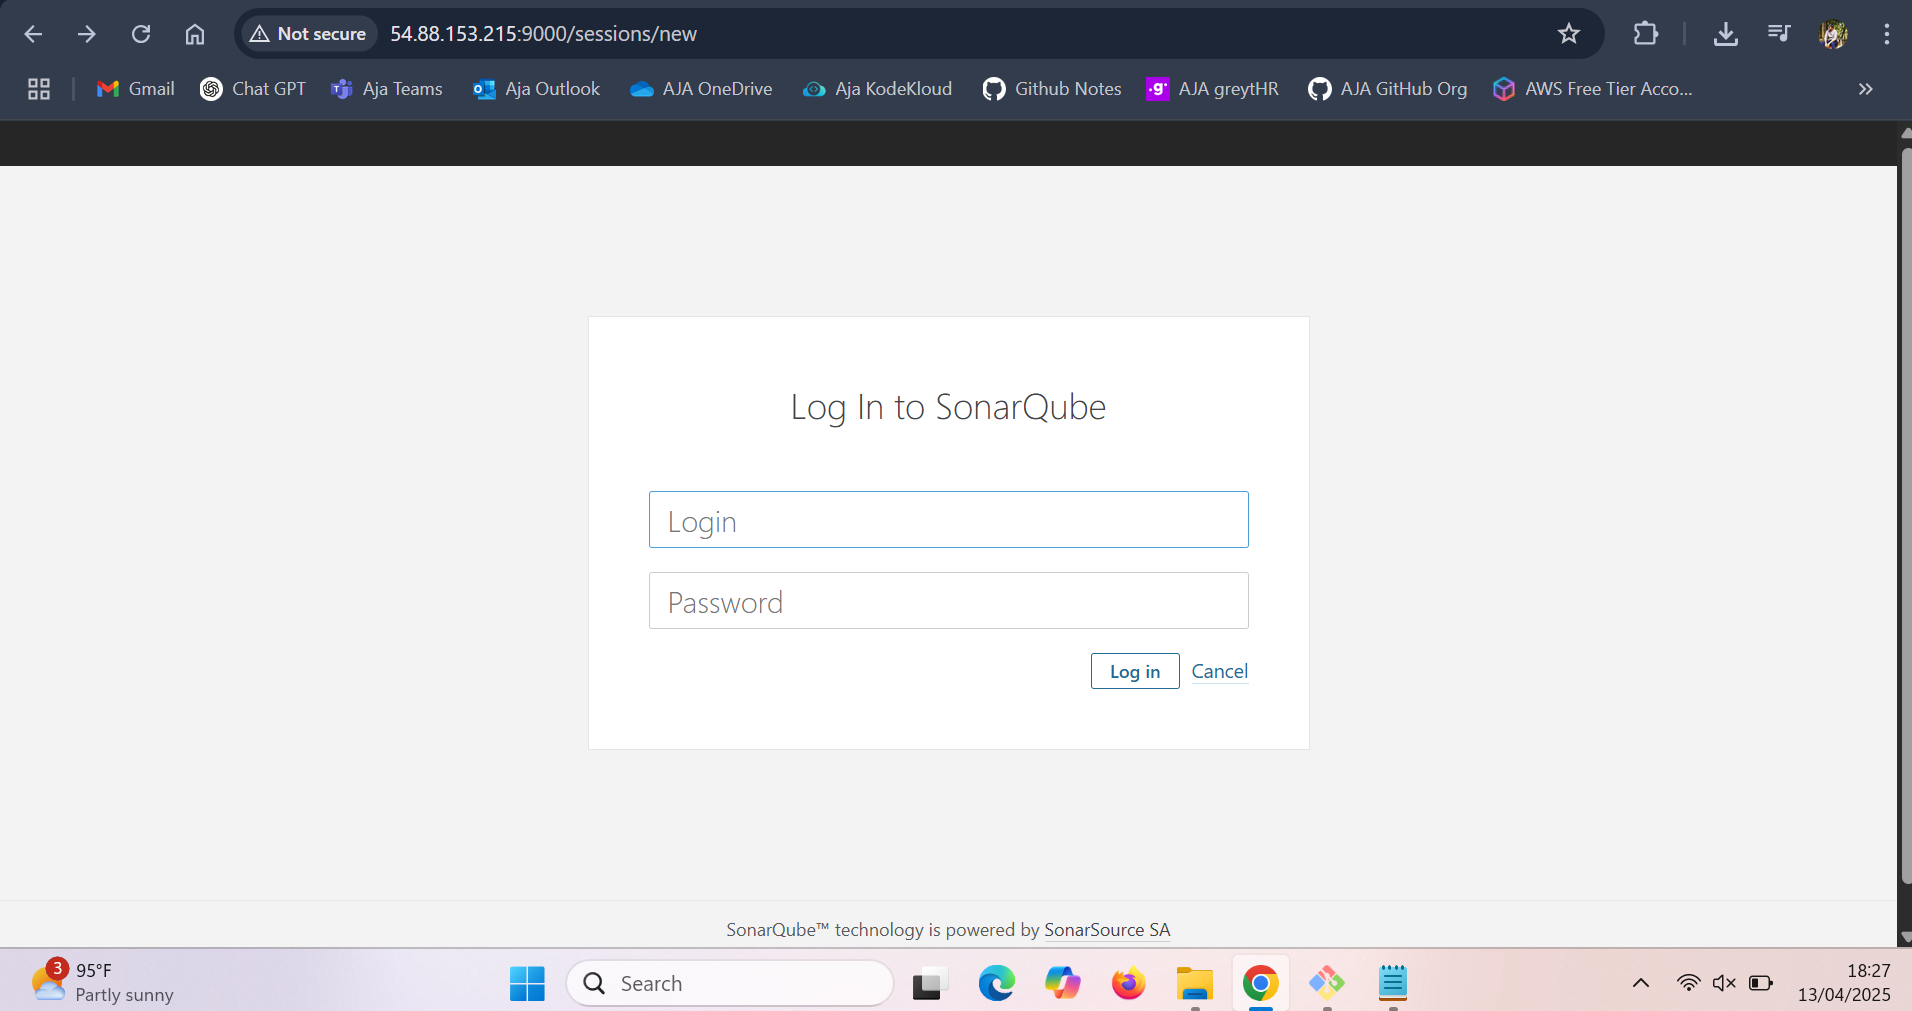 Not secure 54.88.153.215:9000/sessions/new
Gmail Chat GPT Aja Teams Aja Outlook AJA OneDrive Aja KodeKloud Github Notes .g' AJA greytHR AJA GitHub Org AWS Free Tier Acco...
Log In to SonarQube
Login
Password
Log in Cancel
SonarQube™ technology is powered by SonarSource SA
3 95°F
Partly sunny
Search
18:27
13/04/2025